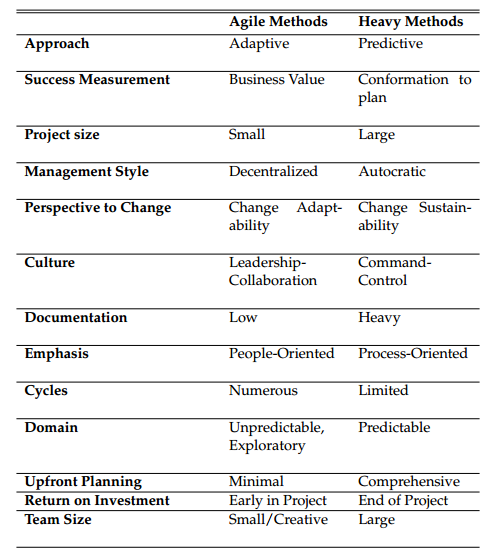 Agile Methods Heavy Methods
Approach Adaptive Predictive
Success Measurement Business Value Conformation to
plan
Project size Small Large
Management Style Decentralized Autocratic
Perspective to Change Change Adapt- Change Sustain-
ability ability
Culture Leadership- Command-
Collaboration Control
Documentation Low Heavy
Emphasis People-Oriented Process-Oriented
Cycles Numerous Limited
Domain Unpredictable, Predictable
Exploratory
Upfront Planning Minimal Comprehensive
Return on Investment Early in Project End of Project
Team Size Small/Creative Large